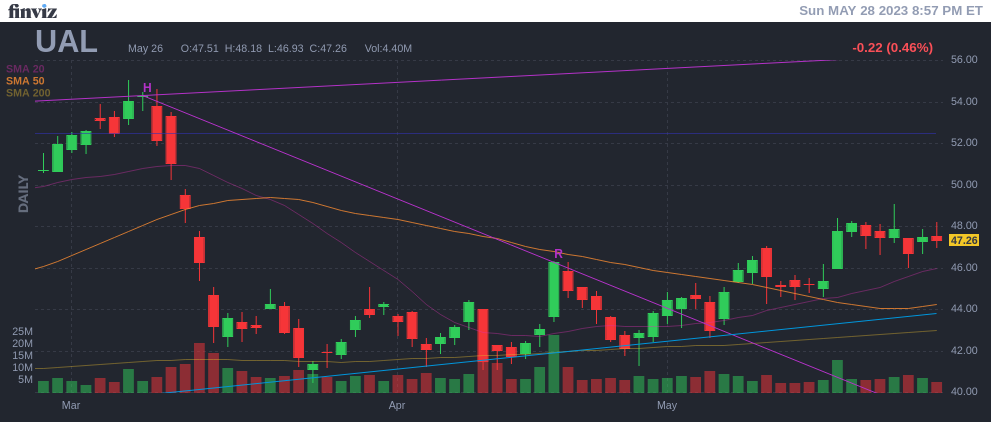 finviz
Sun MAY 28 2023 8:57 PM ET
UAL May 26 O:47.51 H:48.18 L:46.93 C:47.26 Vol:4.40M -0.22 (0.46%)
SMA 20
SMA 50
SMA 200
H
R
DAILY
56.00
54.00
52.00
50.00
48.00
47.26
46.00
44.00
42.00
40.00
25M
20M
15M
10M
5M
Mar Apr May